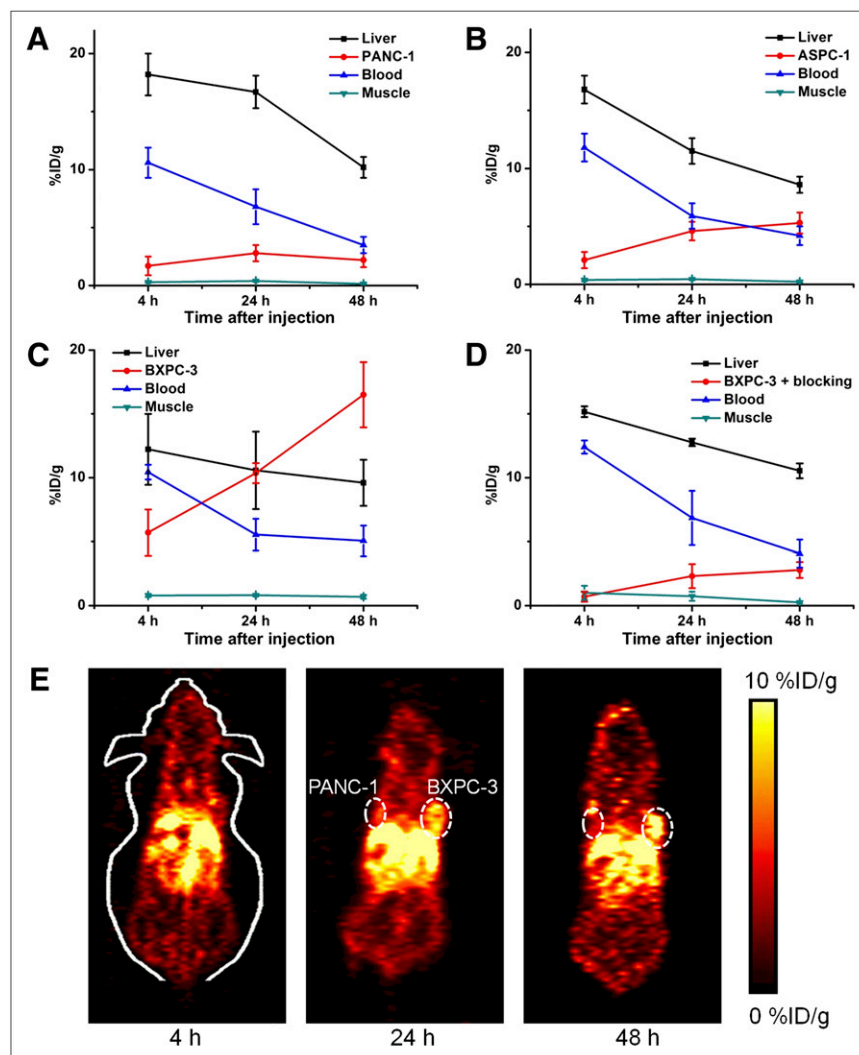 A
20
10
0
%ID/g
Liver
PANC-1
Blood
Muscle
4 h
24 h
48 h
Time after injection
B
20
10
0
%ID/g
Liver
ASPC-1
Blood
Muscle
4 h
24 h
48 h
Time after injection
C
20
10
0
%ID/g
Liver
BXPC-3
Blood
Muscle
4 h
24 h
48 h
Time after injection
D
20
10
0
%ID/g
Liver
BXPC-3 + blocking
Blood
Muscle
4 h
24 h
48 h
Time after injection
E
PANC-1
BXPC-3
10 %ID/g
0 %ID/g
4 h
24 h
48 h